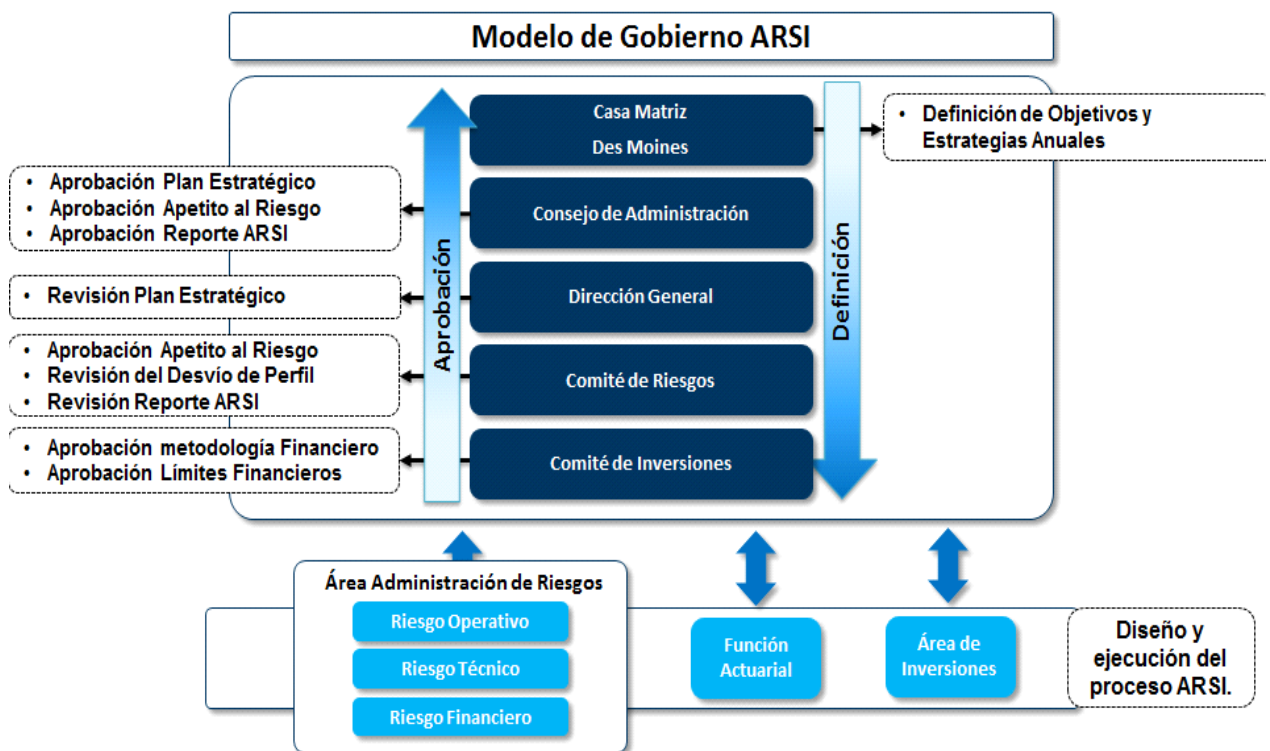 Modelo de Gobierno ARSI
Casa Matriz
Des Moines
• Definición de Objetivos y
Estrategias Anuales
• Aprobación Plan Estratégico
• Aprobación Apetito al Riesgo
• Aprobación Reporte ARSI
Consejo de Administración
Aprobación
Definición
• Revisión Plan Estratégico
Dirección General
• Aprobación Apetito al Riesgo
• Revisión del Desvío de Perfil
• Revisión Reporte ARSI
Comité de Riesgos
• Aprobación metodología Financiero
• Aprobación Límites Financieros
Comité de Inversiones
Área Administración de Riesgos
Riesgo Operativo
Riesgo Técnico
Riesgo Financiero
Función
Actuarial
Área de
Inversiones
Diseño y
ejecución del
proceso ARSI.